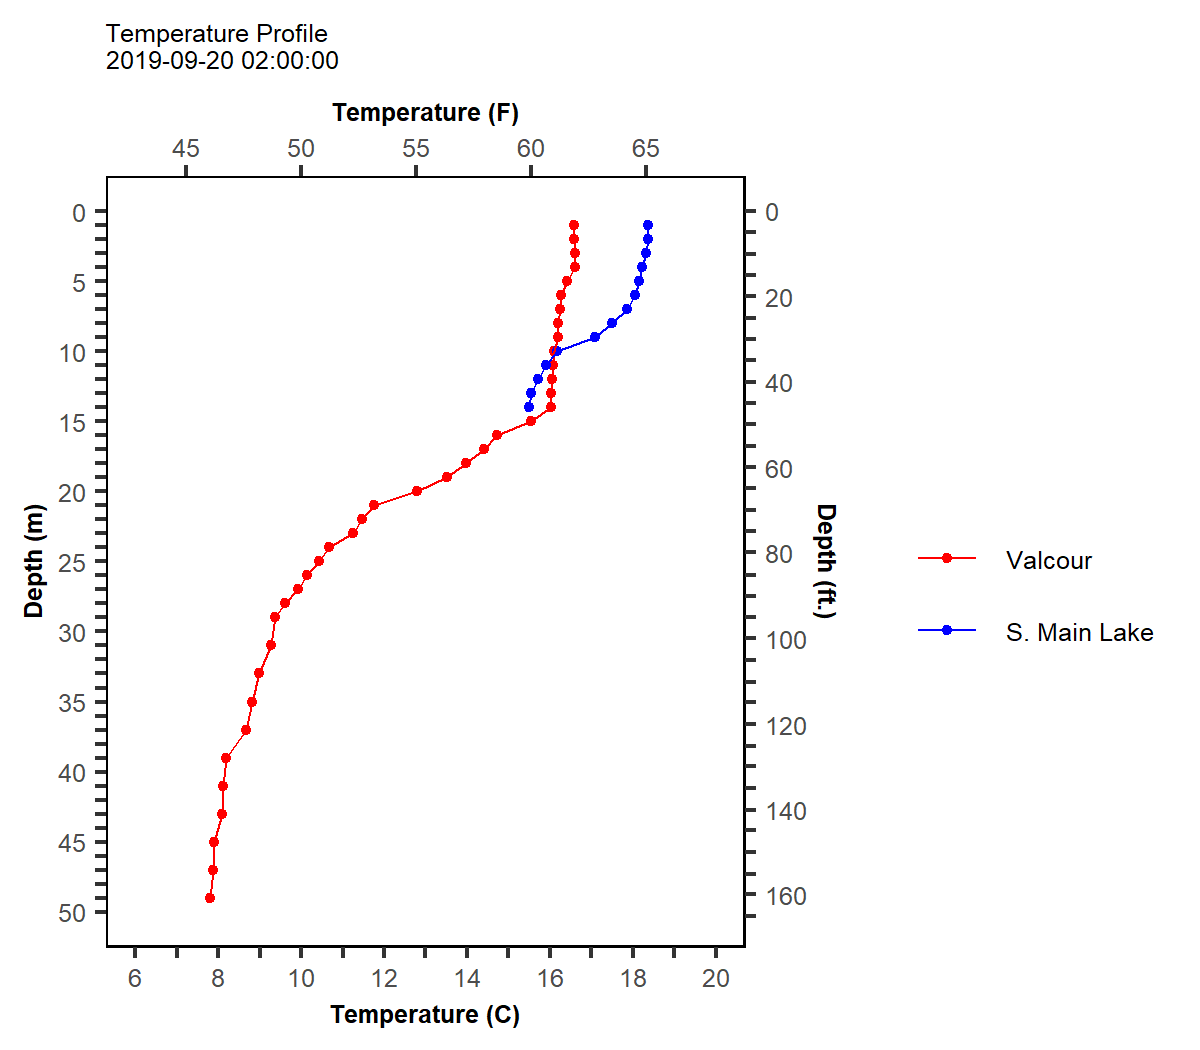 Temperature Profile
2019-09-20 02:00:00
Temperature (F)
45 50 55 60 65
0
5
10
15
20
25
30
35
40
45
50
Depth (m)
0
20
40
60
80
100
120
140
160
Depth (ft.)
Valcour
S. Main Lake
6 8 10 12 14 16 18 20
Temperature (C)